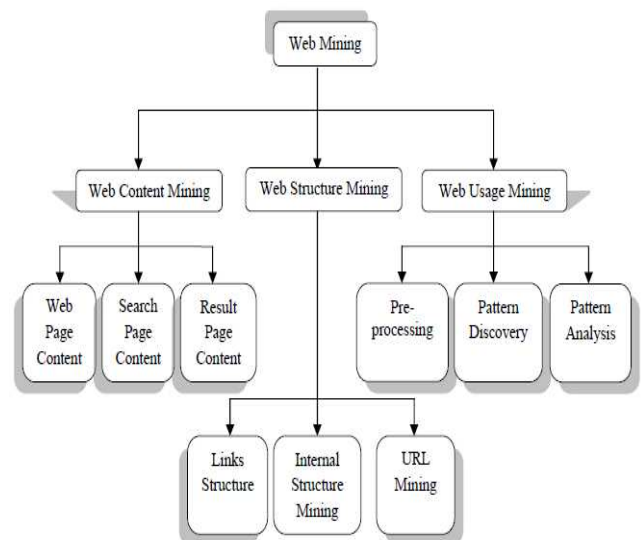 Web Mining
Web Content Mining
Web Structure Mining
Web Usage Mining
Web
Page
Content
Search
Page
Content
Result
Page
Content
Pre-
processing
Pattern
Discovery
Pattern
Analysis
Links
Structure
Internal
Structure
Mining
URL
Mining